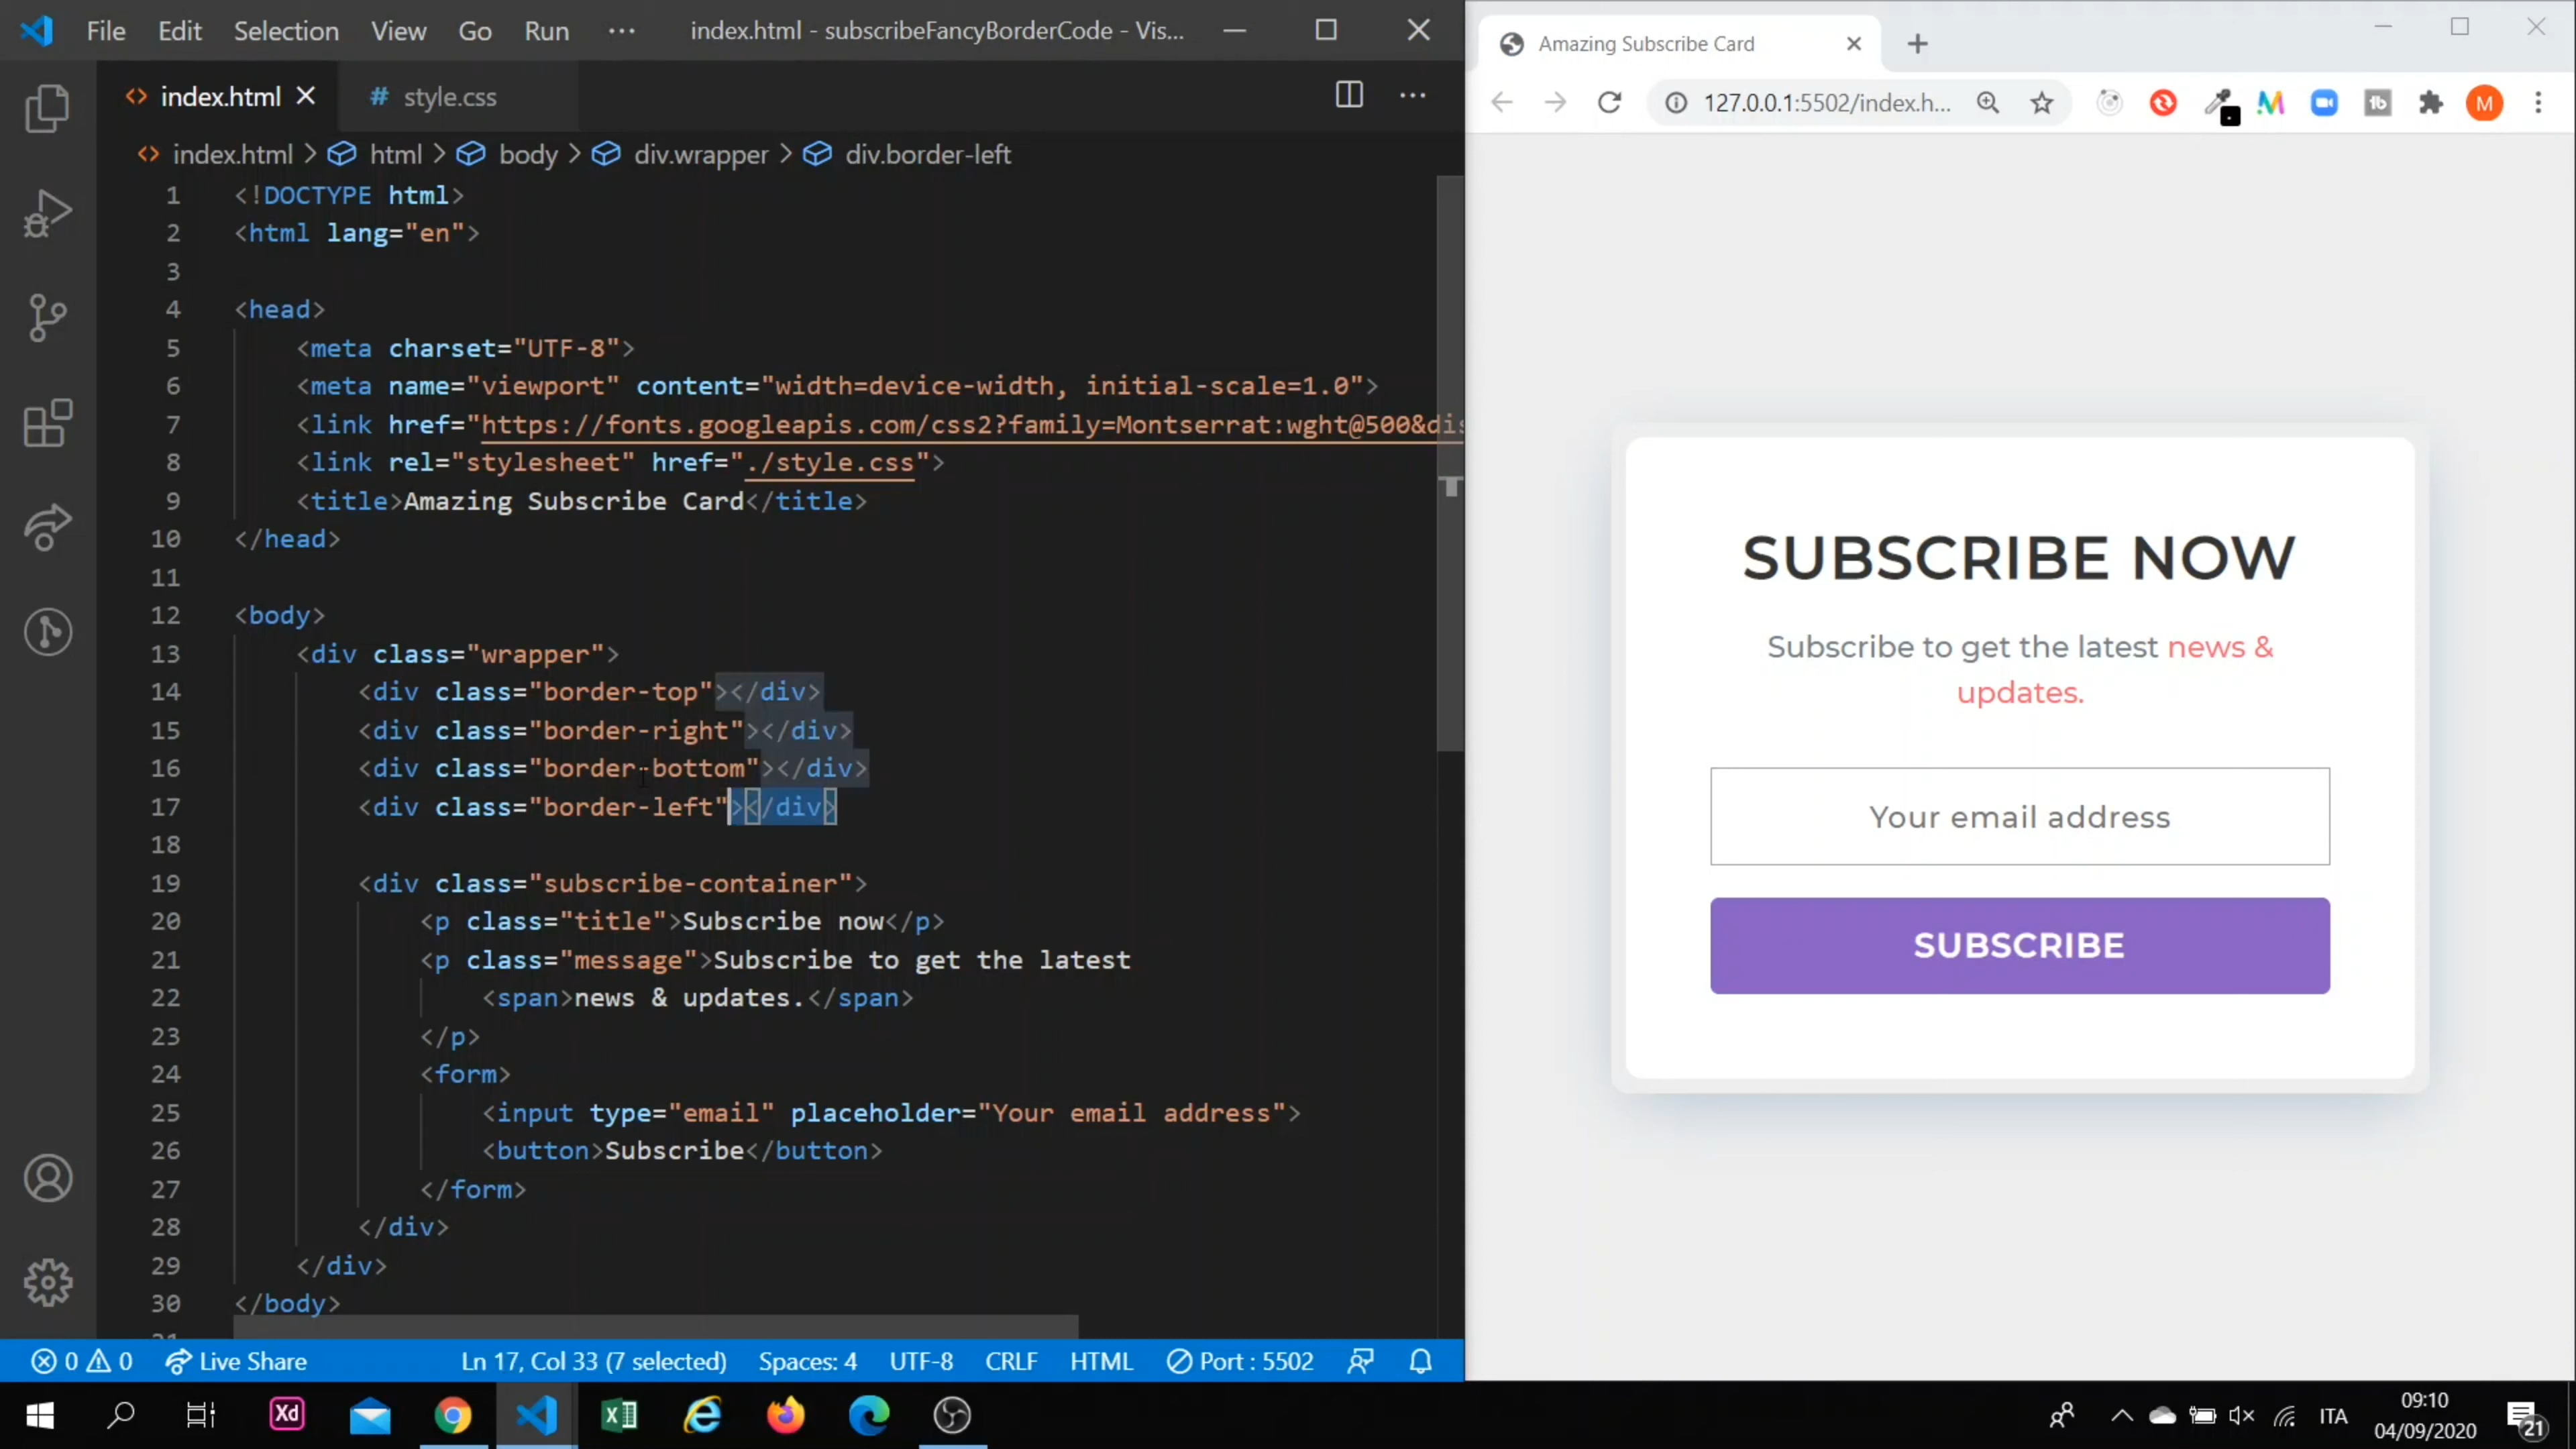 File Edit Selection View Go Run ··· index.html - subscribeFancyBorderCode - Vis...
index.html # style.css
index.html > html > body > div.wrapper > div.border-left
1 <!DOCTYPE html>
2 <html lang="en">
3
4 <head>
5 <meta charset="UTF-8">
6 <meta name="viewport" content="width=device-width, initial-scale=1.0">
7 <link href="https://fonts.googleapis.com/css2?family=Montserrat:wght@500&dis
8 <link rel="stylesheet" href="./style.css">
9 <title>Amazing Subscribe Card</title>
10 </head>
11
12 <body>
13 <div class="wrapper">
14 <div class="border-top"></div>
15 <div class="border-right"></div>
16 <div class="border-bottom"></div>
17 <div class="border-left"></div>
18
19 <div class="subscribe-container">
20 <p class="title">Subscribe now</p>
21 <p class="message">Subscribe to get the latest
22 <span>news & updates.</span>
23 </p>
24 <form>
25 <input type="email" placeholder="Your email address">
26 <button>Subscribe</button>
27 </form>
28 </div>
29 </div>
30 </body>
0 0 Live Share Ln 17, Col 33 (7 selected) Spaces: 4 UTF-8 CRLF HTML Port : 5502
Amazing Subscribe Card
127.0.0.1:5502/index.h... M tb M
SUBSCRIBE NOW
Subscribe to get the latest news &
updates.
Your email address
SUBSCRIBE
Xd ITA 09:10
04/09/2020 21